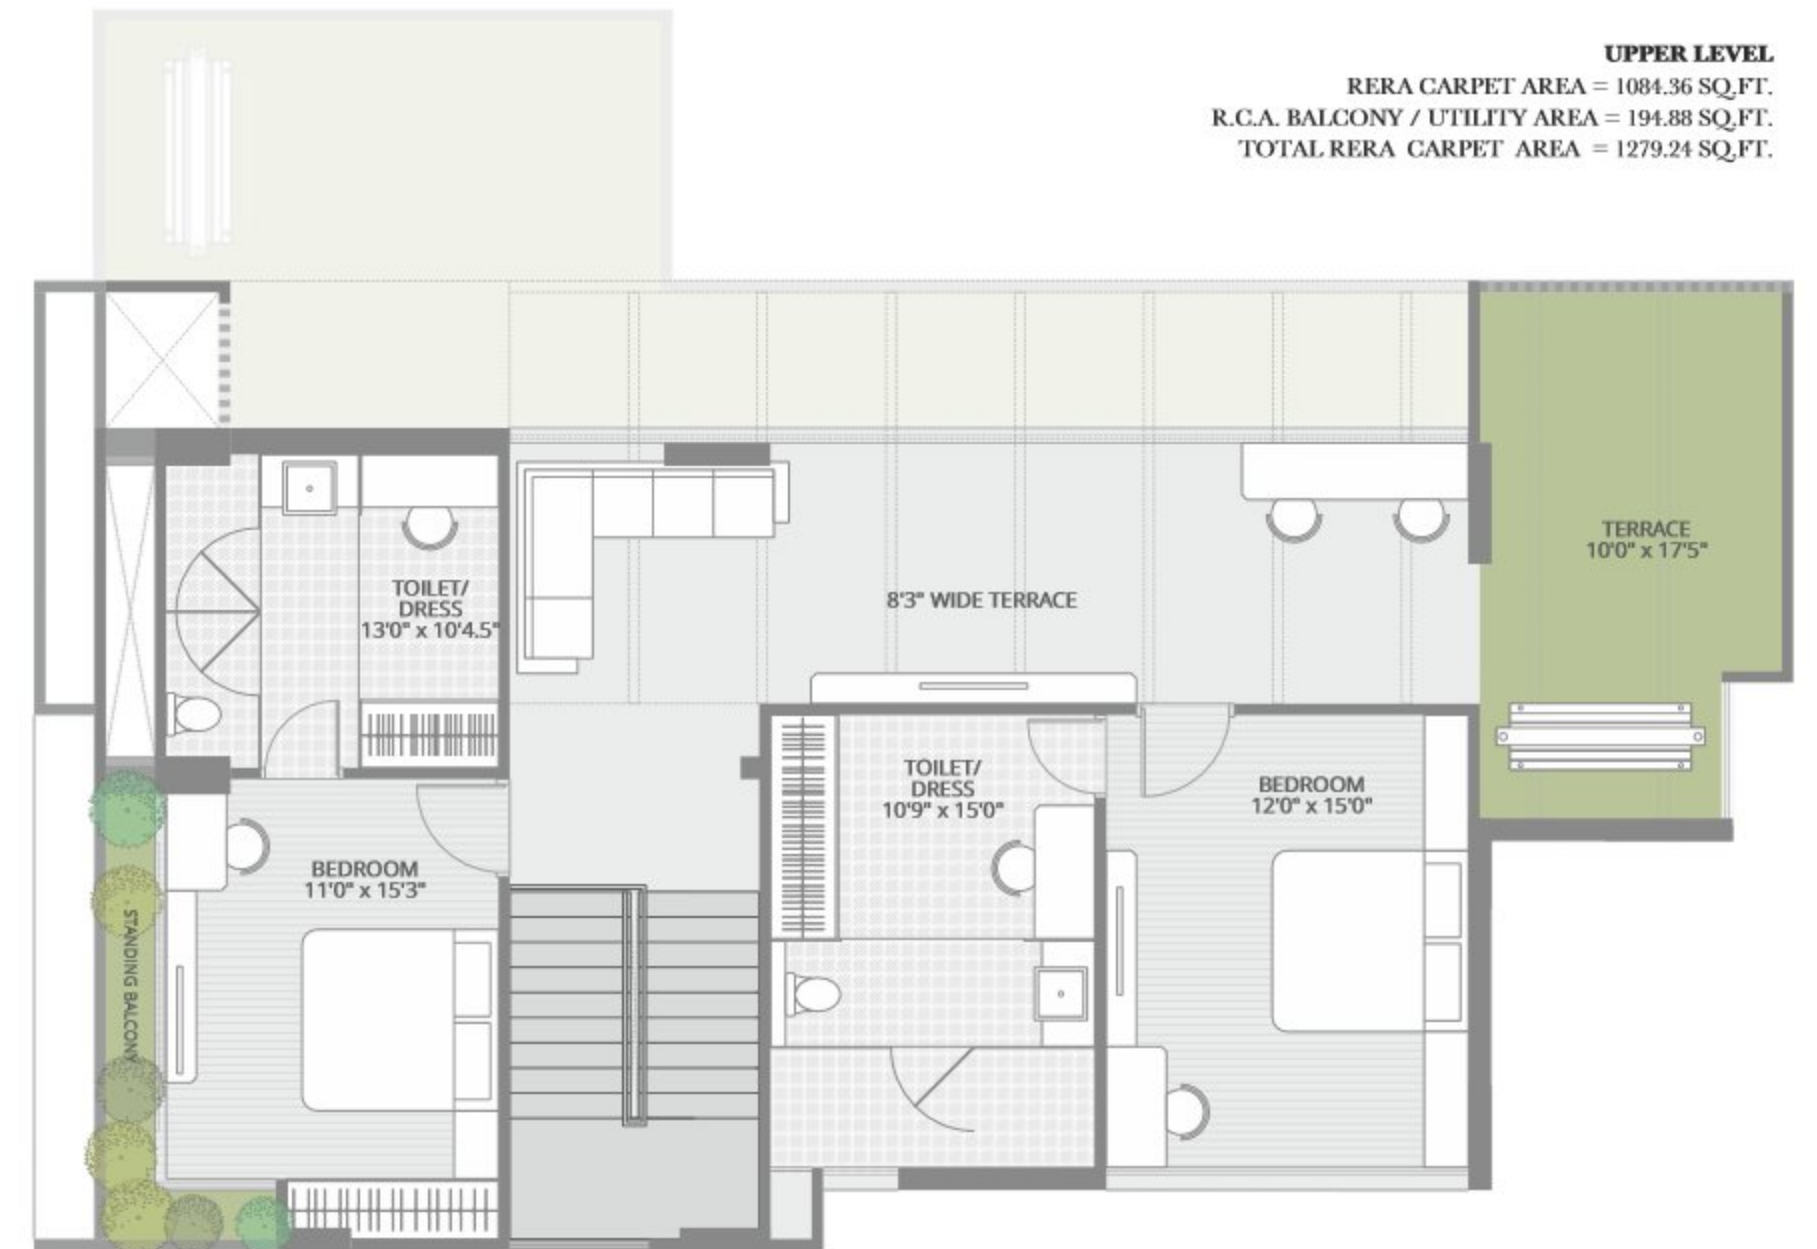 UPPER LEVEL
RERA CARPET AREA = 1084.36 SQ.FT.
R.C.A. BALCONY / UTILITY AREA = 194.88 SQ.FT.
TOTAL RERA CARPET AREA = 1279.24 SQ.FT.
TERRACE
10'0" x 17'5"
TOILET/
DRESS
13'0" x 10'4.5"
8'3" WIDE TERRACE
TOILET/
DRESS
10'9" x 15'0"
BEDROOM
12'0" x 15'0"
BEDROOM
11'0" x 15'3"
STANDING BALCONY